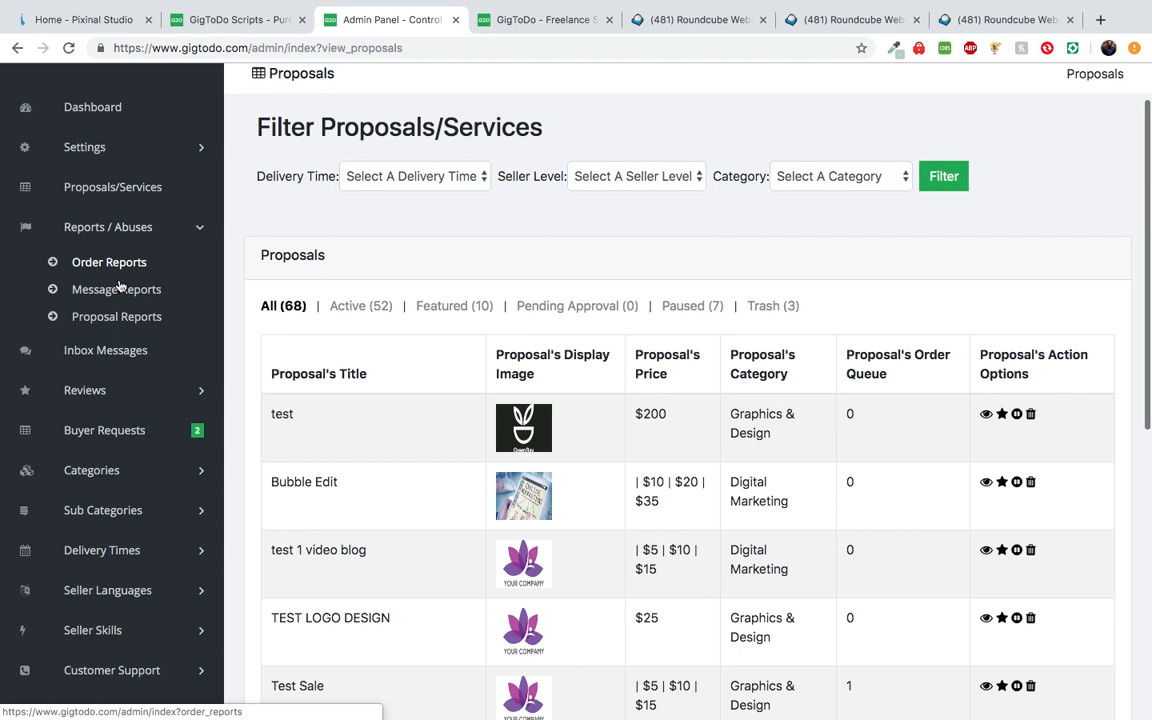 Home - Pixinal Studio
GigToDo Scripts - Pur
Admin Panel - Control
GigToDo - Freelance S
(481) Roundcube Web
(481) Roundcube Web
(481) Roundcube Web
https://www.gigtodo.com/admin/index?view_proposals
Dashboard
Settings
Proposals/Services
Reports / Abuses
Order Reports
Message Reports
Proposal Reports
Inbox Messages
Reviews
Buyer Requests 2
Categories
Sub Categories
Delivery Times
Seller Languages
Seller Skills
Customer Support
https://www.gigtodo.com/admin/index?order_reports
Proposals
Proposals
Filter Proposals/Services
Delivery Time: Select A Delivery Time Seller Level: Select A Seller Level Category: Select A Category Filter
Proposals
All (68) | Active (52) | Featured (10) | Pending Approval (0) | Paused (7) | Trash (3)
Proposal's Title
Proposal's Display
Image
Proposal's
Price
Proposal's
Category
Proposal's Order
Queue
Proposal's Action
Options
test
$200
Graphics &
Design
0
Bubble Edit
| $10 | $20 |
$35
Digital
Marketing
0
test 1 video blog
YOUR COMPANY
| $5 | $10 |
$15
Digital
Marketing
0
TEST LOGO DESIGN
YOUR COMPANY
$25
Graphics &
Design
0
Test Sale
| $5 | $10 |
$15
Graphics &
Design
1